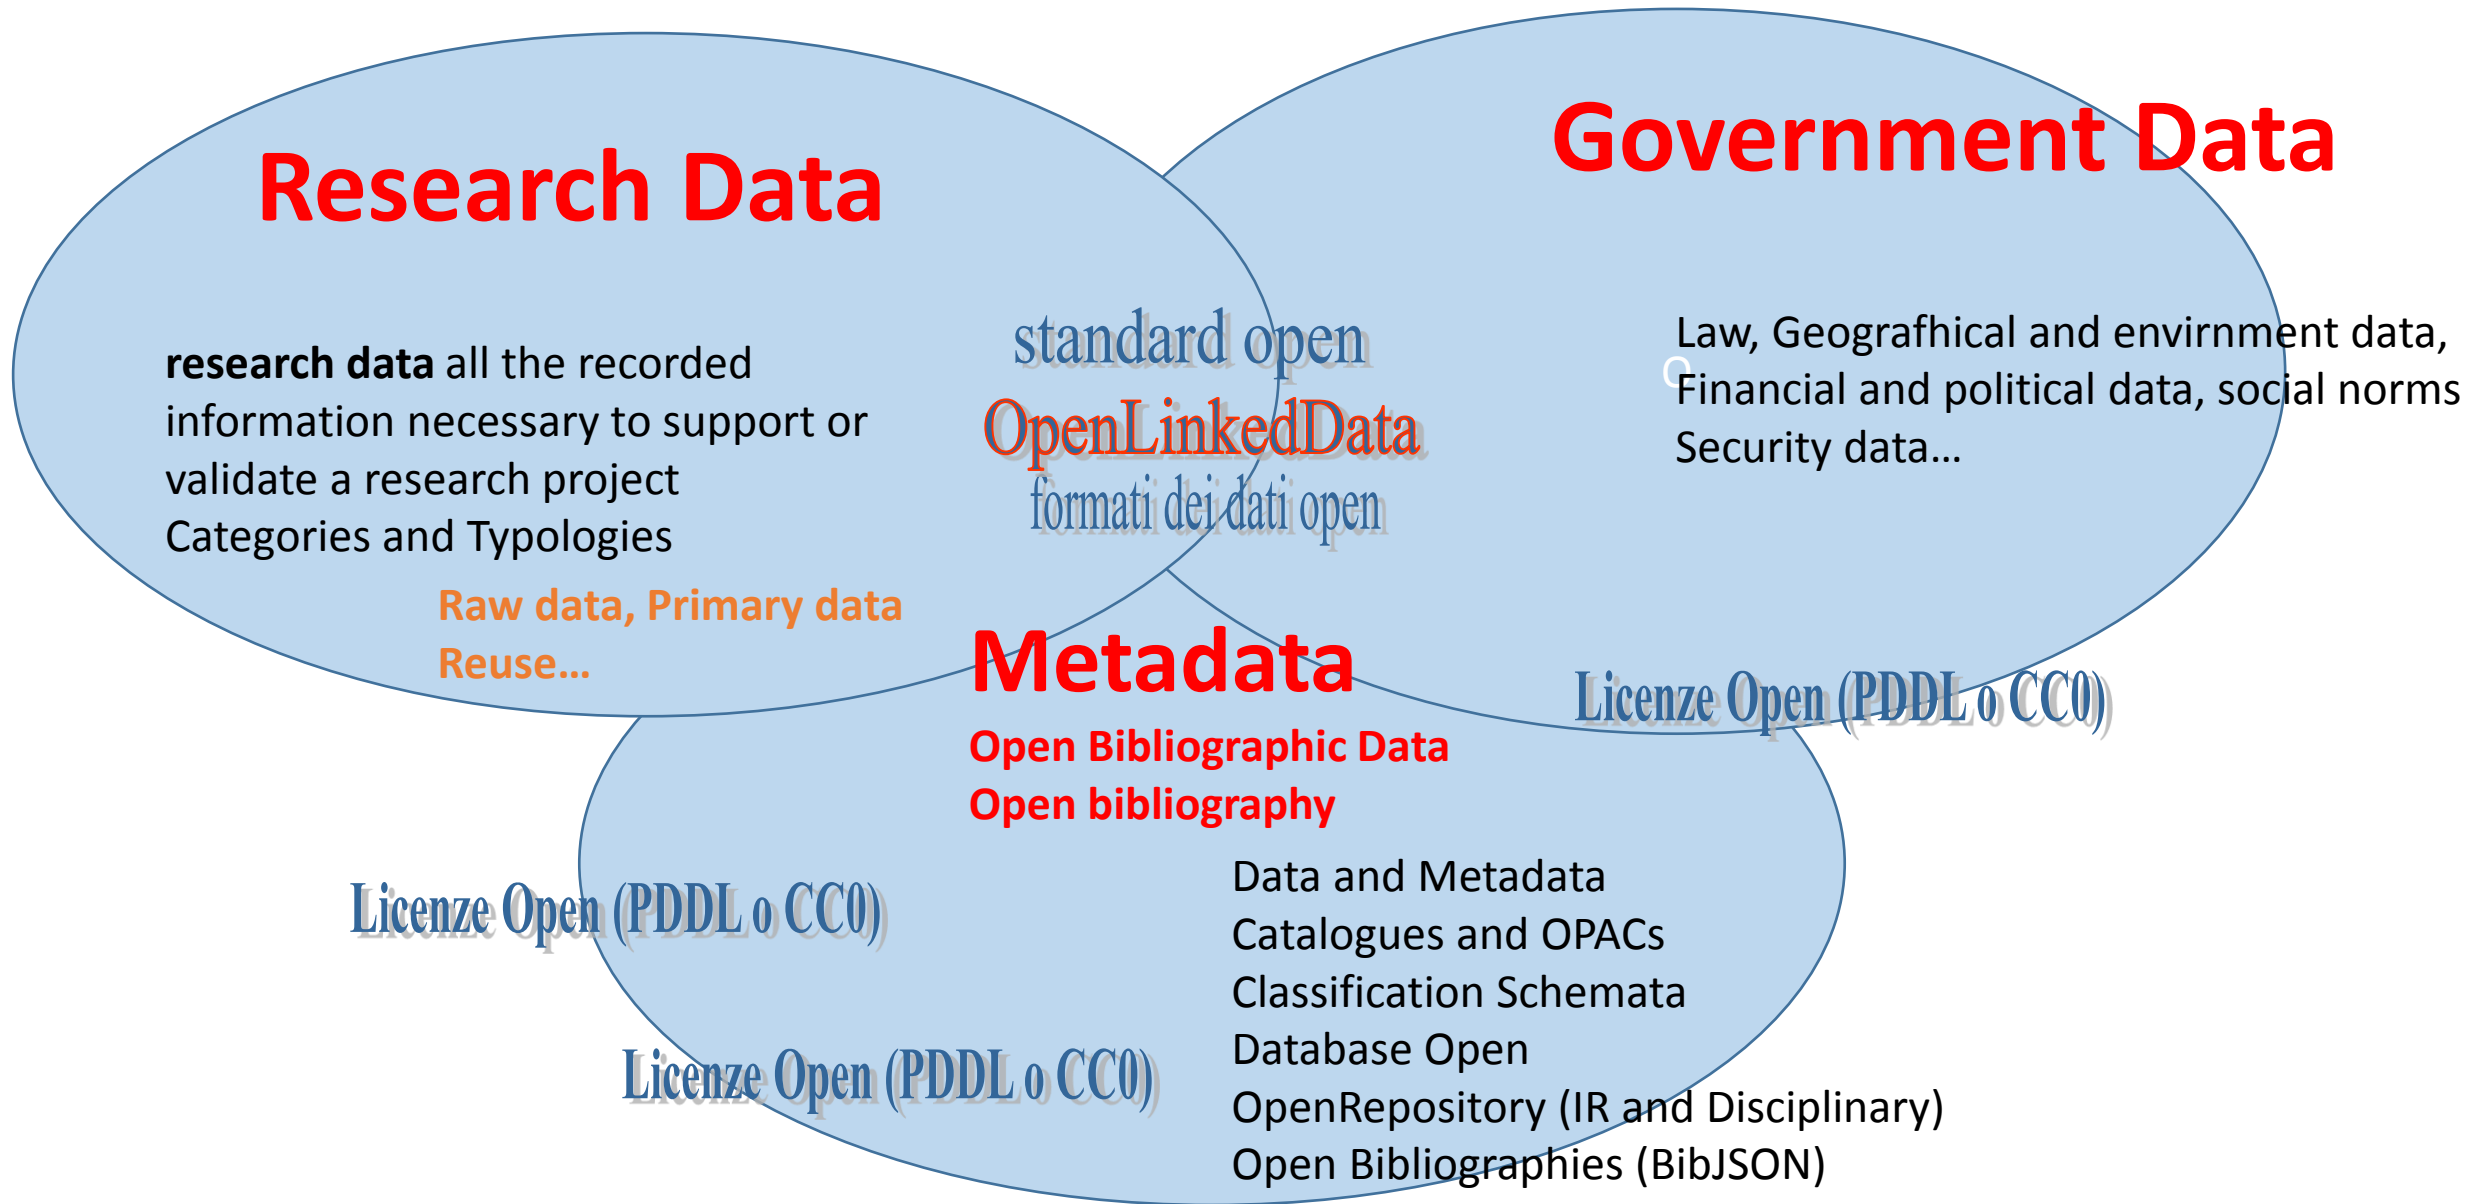 Research Data
Government Data
research data all the recorded
information necessary to support or
validate a research project
Categories and Typologies
Raw data, Primary data
Reuse...
standard open
OpenLinkedData
formati dei dati open
O
Law, Geografhical and envirnment data,
Financial and political data, social norms
Security data...
Metadata
Open Bibliographic Data
Open bibliography
Licenze Open (PDDL o CC0)
Data and Metadata
Catalogues and OPACs
Classification Schemata
Database Open
OpenRepository (IR and Disciplinary)
Open Bibliographies (BibJSON)
Licenze Open (PDDL o CC0)
Licenze Open (PDDL o CC0)